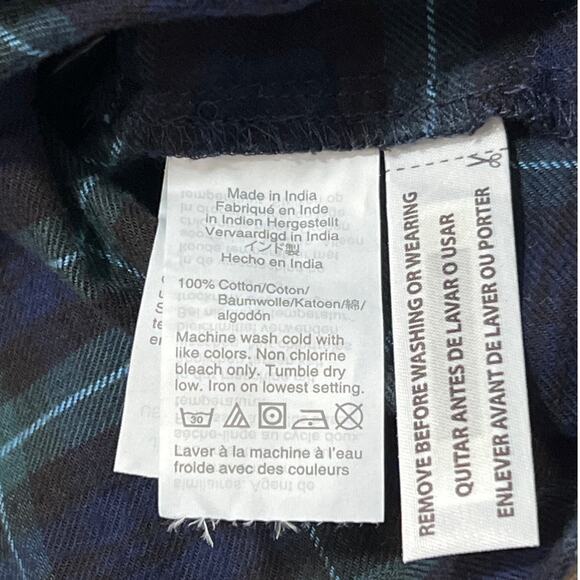 Made in India
Fabriqué en Inde
in Indien Hergestellt
Vervaardigd in India
インド製
Hecho en India
100% Cotton/Coton/
Baumwolle/Katoen/綿/
algodón
Machine wash cold with
like colors. Non chlorine
bleach only. Tumble dry
low. Iron on lowest setting.
30
Laver à la machine à l'eau
froide avec des couleurs
REMOVE BEFORE WASHING OR WEARING
QUITAR ANTES DE LAVAR O USAR
ENLEVER AVANT DE LAVER OU PORTER